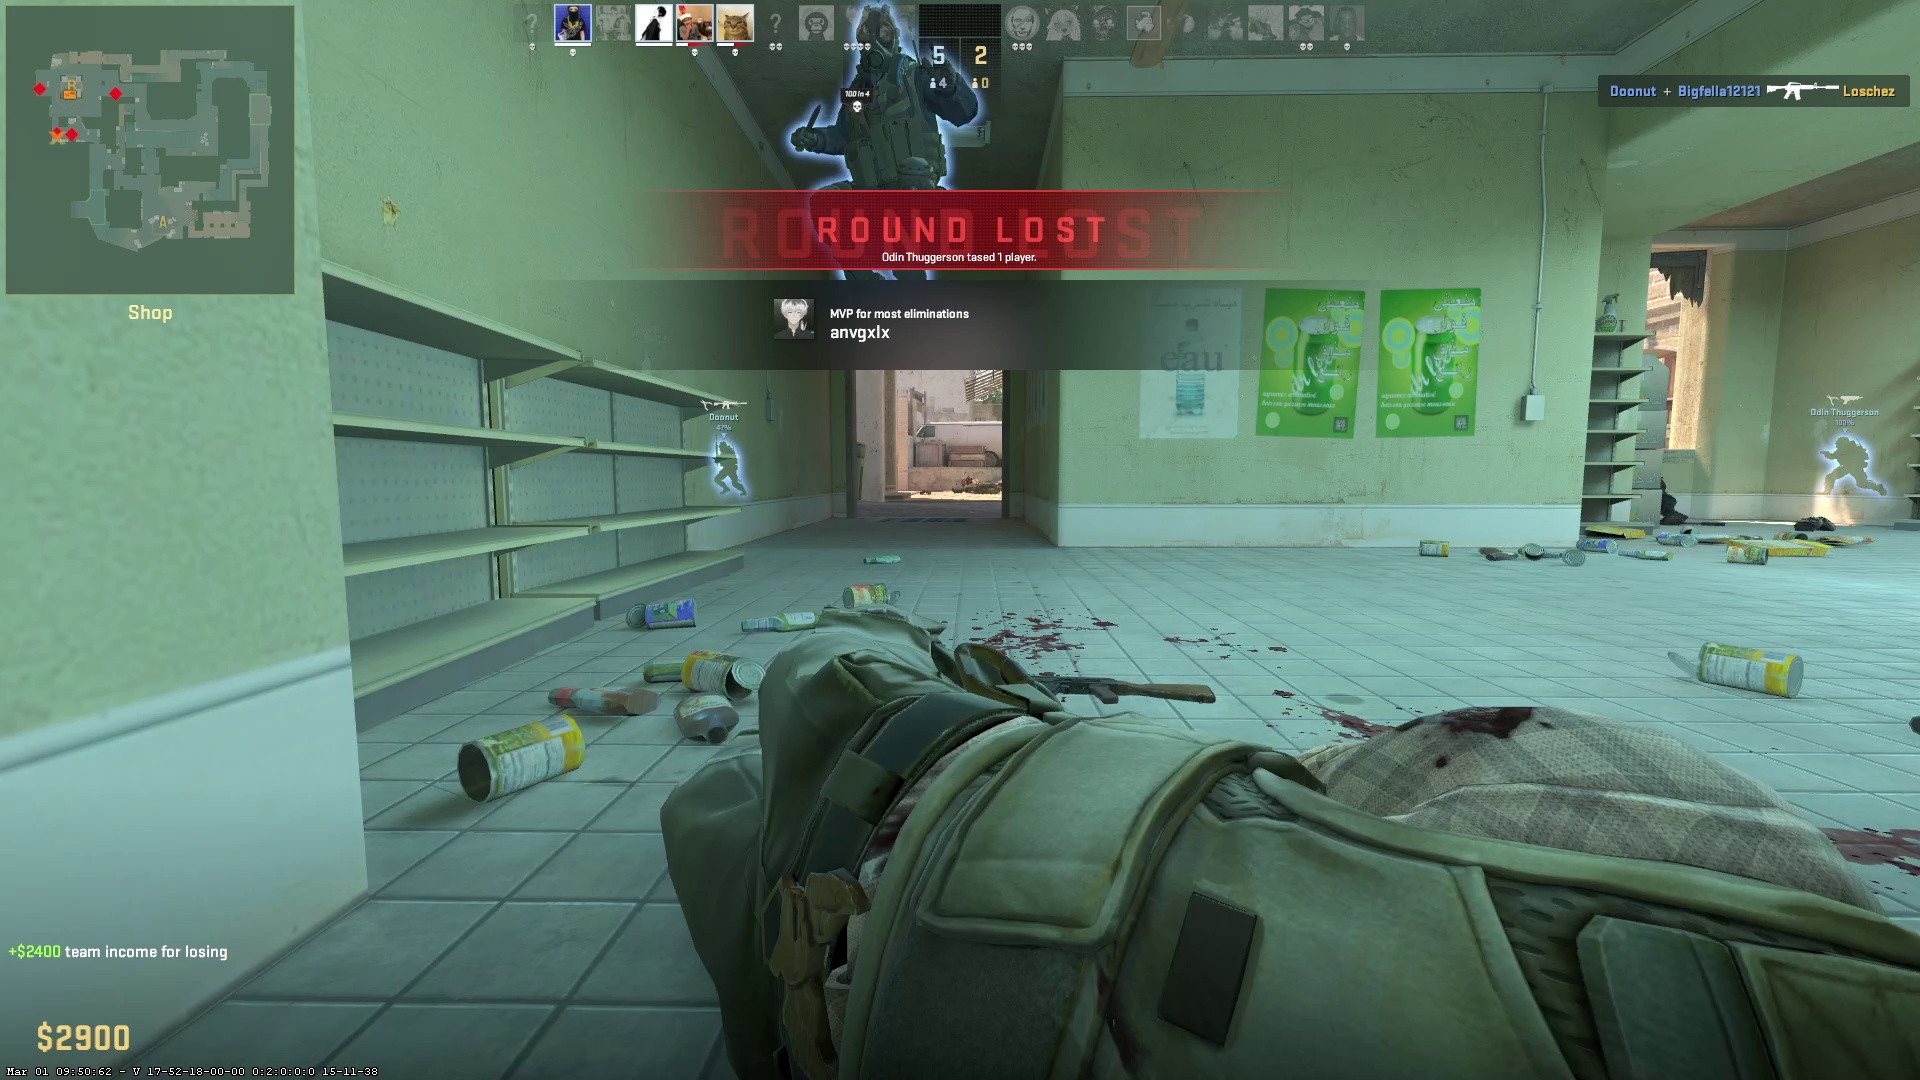 5 2
4 0
100 in 4
Doonut + Bigfella12121 Loschez
ROUND LOST
Odin Thuggerson tased 1 player.
MVP for most eliminations
anvgxlx
Shop
B
A
eau
Doonut
47%
Odin Thuggerson
100%
+$2400 team income for losing
$2900
Mar 01 09:50:62 - V 17-52-18-00-00 0:2:0:0:0 15-11-38